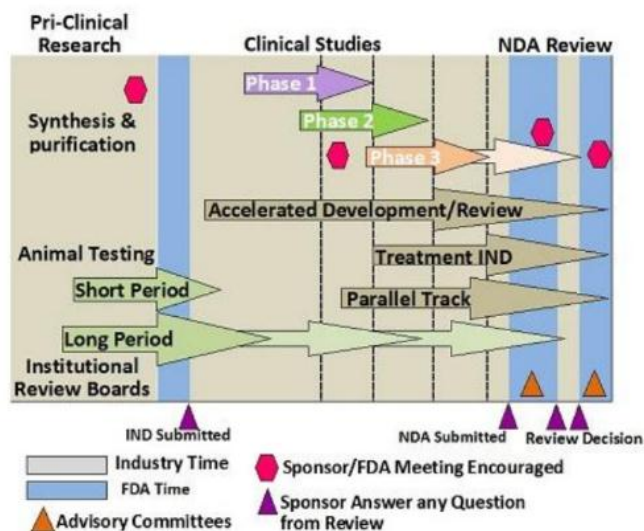 Pri-Clinical
Research
Clinical Studies
NDA Review
Phase 1
Synthesis &
purification
Phase 2
Phase 3
Accelerated Development/Review
Animal Testing
Treatment IND
Short Period
Parallel Track
Long Period
Institutional
Review Boards
IND Submitted
NDA Submitted
Review Decision
Industry Time
FDA Time
Advisory Committees
Sponsor/FDA Meeting Encouraged
Sponsor Answer any Question
from Review